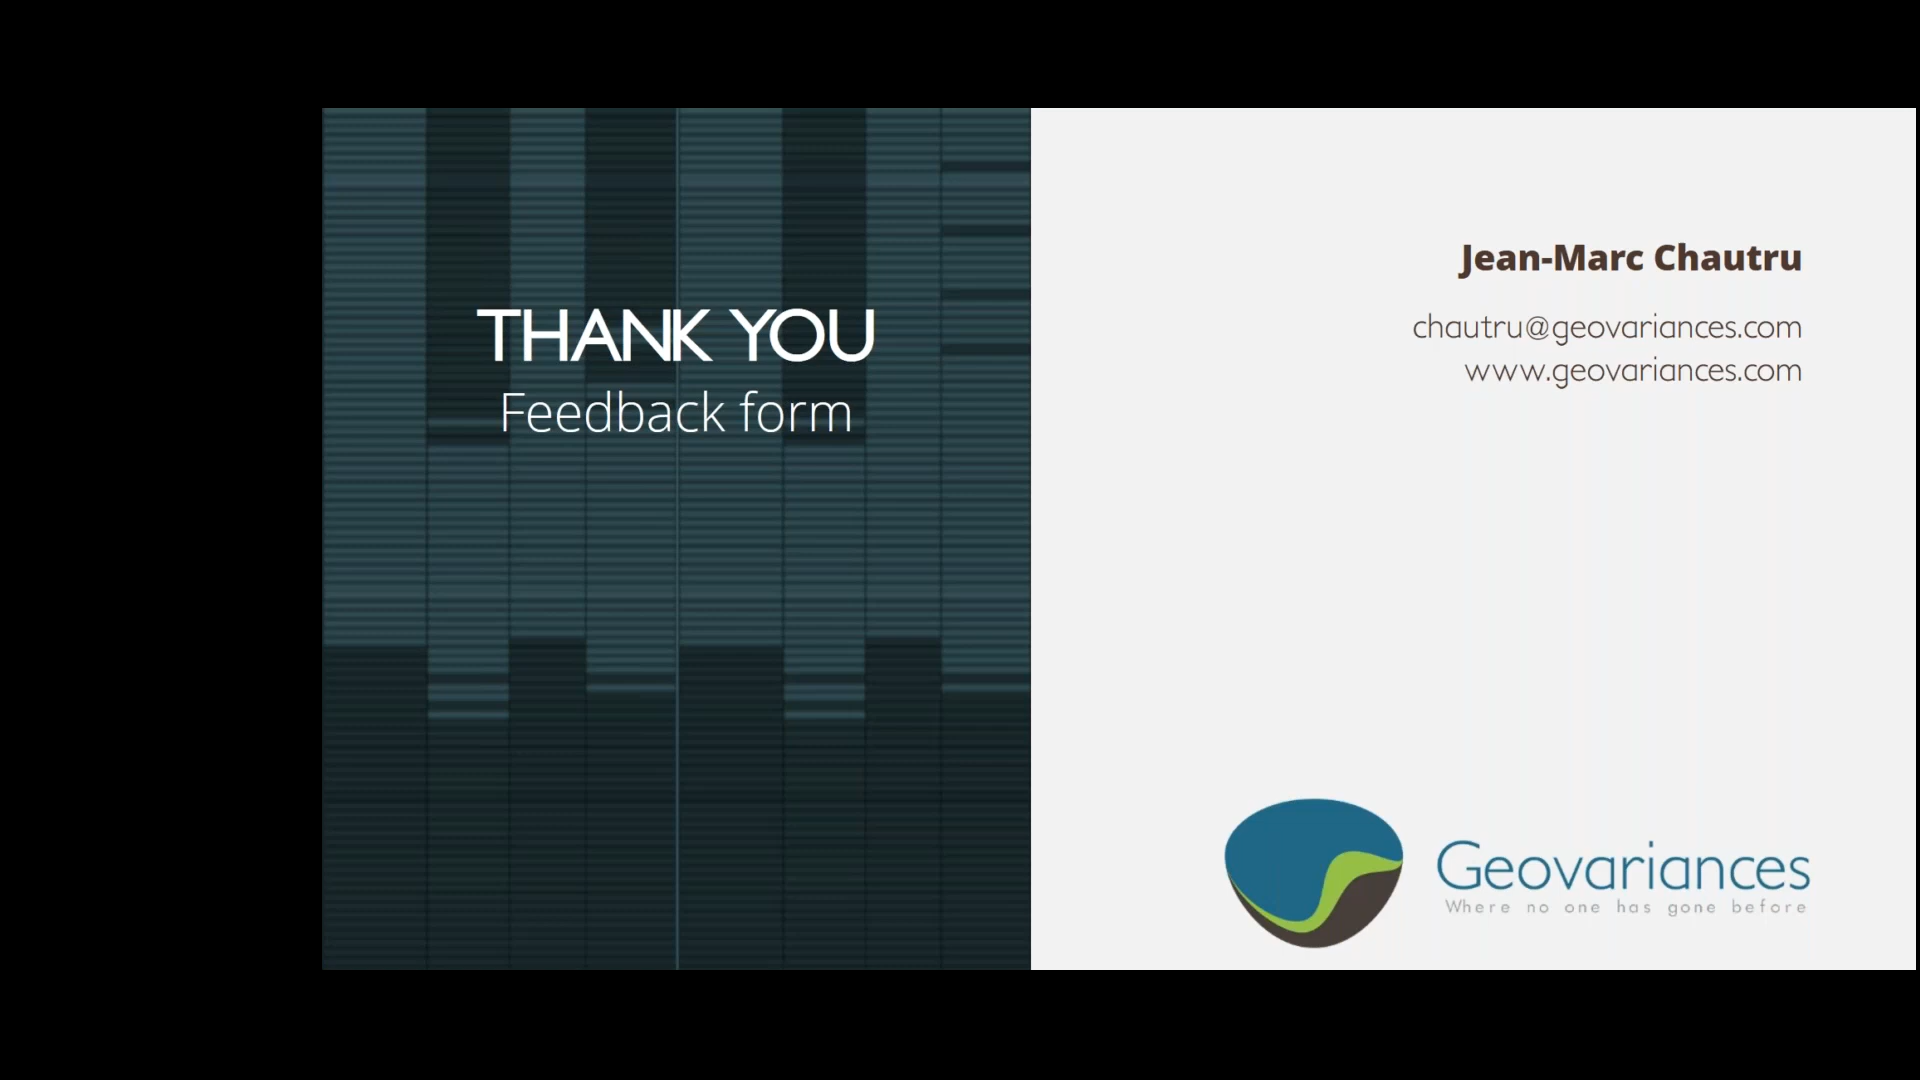 THANK YOU
Feedback form
Jean-Marc Chautru
chautru@geovariances.com
www.geovariances.com
Geovariances
Where no one has gone before